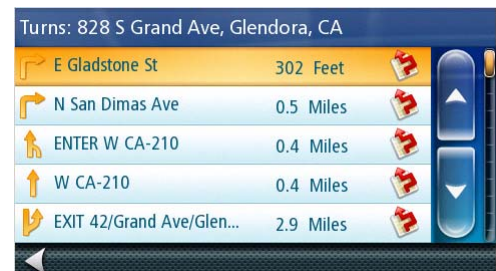 Turns: 828 S Grand Ave, Glendora, CA
E Gladstone St 302 Feet
N San Dimas Ave 0.5 Miles
ENTER W CA-210 0.4 Miles
W CA-210 0.4 Miles
EXIT 42/Grand Ave/Glen... 2.9 Miles